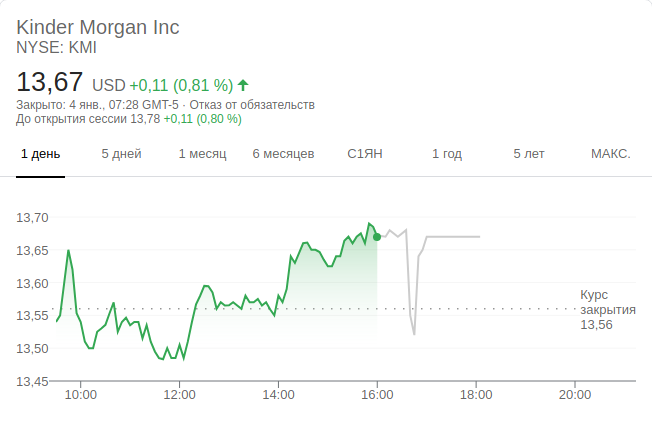 Kinder Morgan Inc
NYSE: KMI
13,67 USD +0,11 (0,81 %)
Закрыто: 4 янв., 07:28 GMT-5 · Отказ от обязательств
До открытия сессии 13,78 +0,11 (0,80 %)
1 день 5 дней 1 месяц 6 месяцев С1ЯН 1 год 5 лет МАКС.
13,70
13,65
13,60
13,55
13,50
13,45
Курс
закрытия
13,56
10:00 12:00 14:00 16:00 18:00 20:00